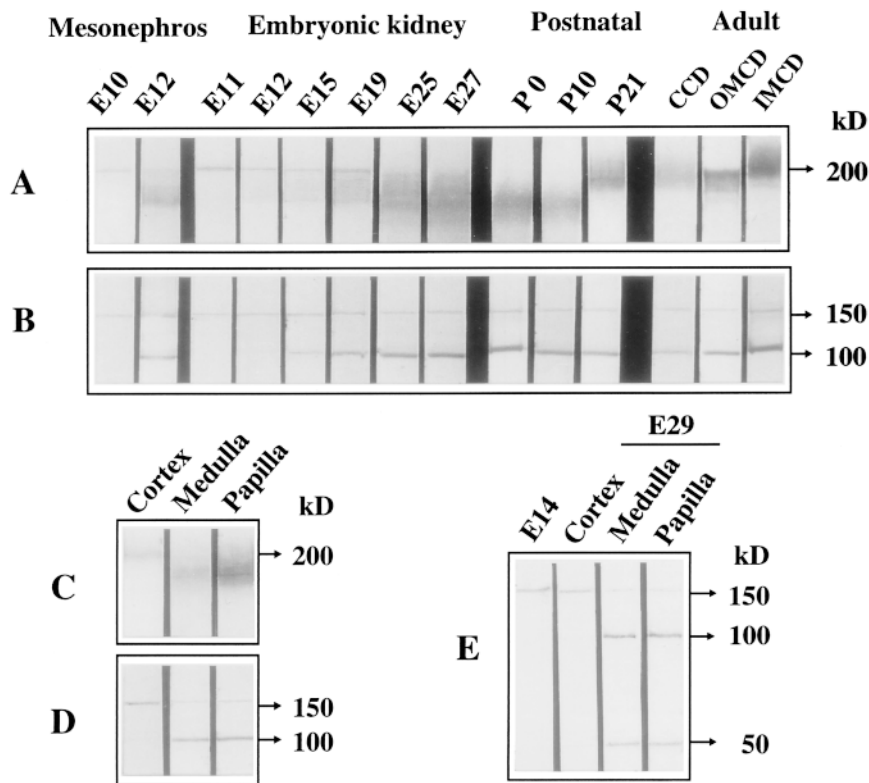 Mesonephros Embryonic kidney Postnatal Adult
E10 E12 E11 E12 E15 E19 E25 E27 P 0 P10 P21 CCD OMCD IMCD
kD
A 200
B 150
100
Cortex Medulla Papilla
kD
C 200
D 150
100
E29
E14 Cortex Medulla Papilla
kD
E 150
100
50